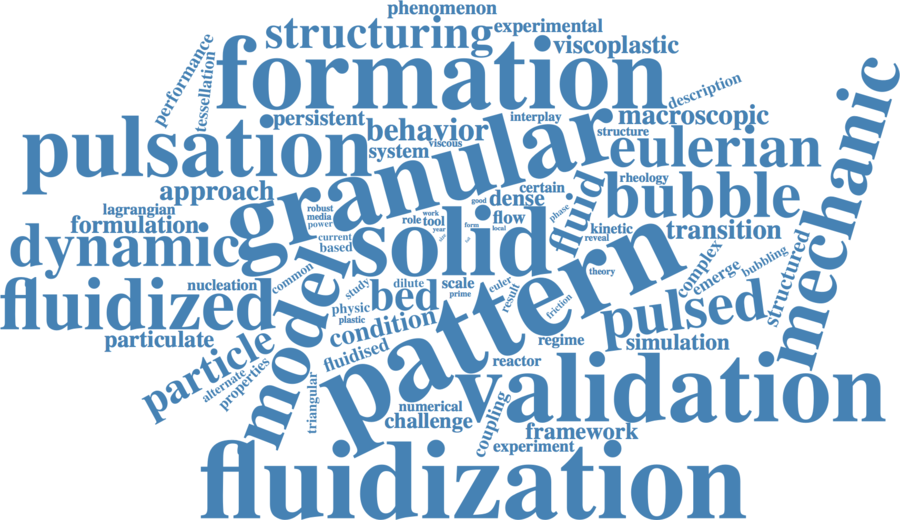 phenomenon
structuring
experimental
viscoplastic
formation
performance
tessellation
description
persistent
behavior
interplay
macroscopic
structure
pulsation
system
viscous
granular
eulerian
mechanic
approach
rheology
certain
good
dense
bubble
lagrangian
robust
media
power
role
work
tool
year
flow
phase
fluid
formulation
form
local
kinetic
reveal
transition
dynamic
current
based
solid
pattern
complex
structured
model
common
nucleation
study
dilute
scale
prime
euler
result
theory
emerge
bubbling
fluidized
bed
physic
plastic
condition
friction
pulsed
particulate
particle
fluidised
regime
simulation
reactor
alternate
properties
triangular
validation
numerical
challenge
coupling
framework
experiment
fluidization